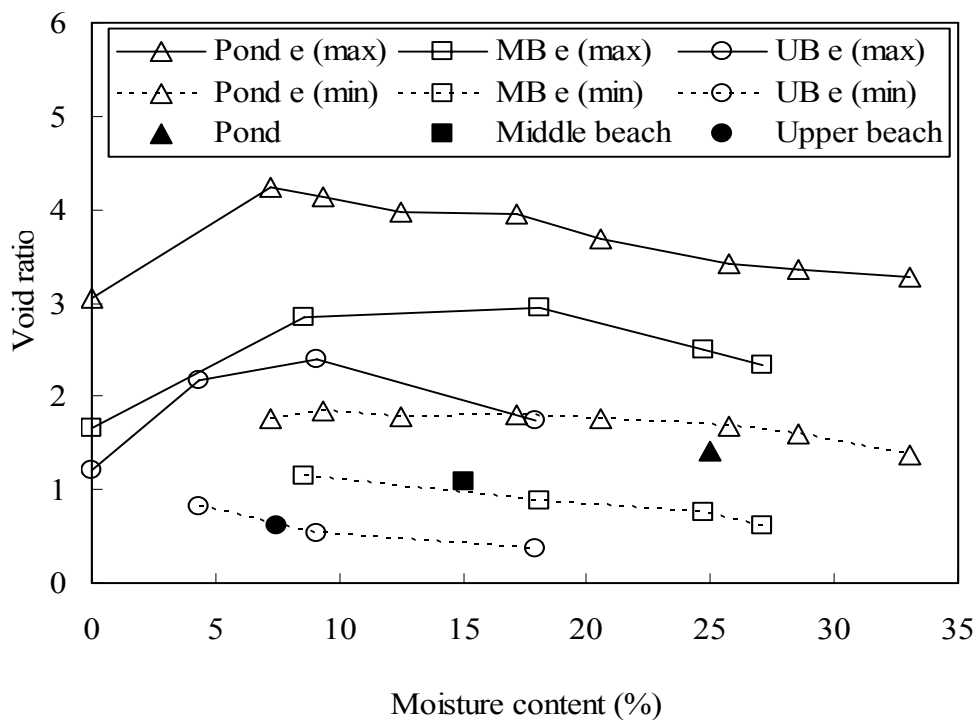 6
Pond e (max) MB e (max) UB e (max)
Pond e (min) MB e (min) UB e (min)
Pond Middle beach Upper beach
5
4
3
2
1
0
Void ratio
0 5 10 15 20 25 30 35
Moisture content (%)